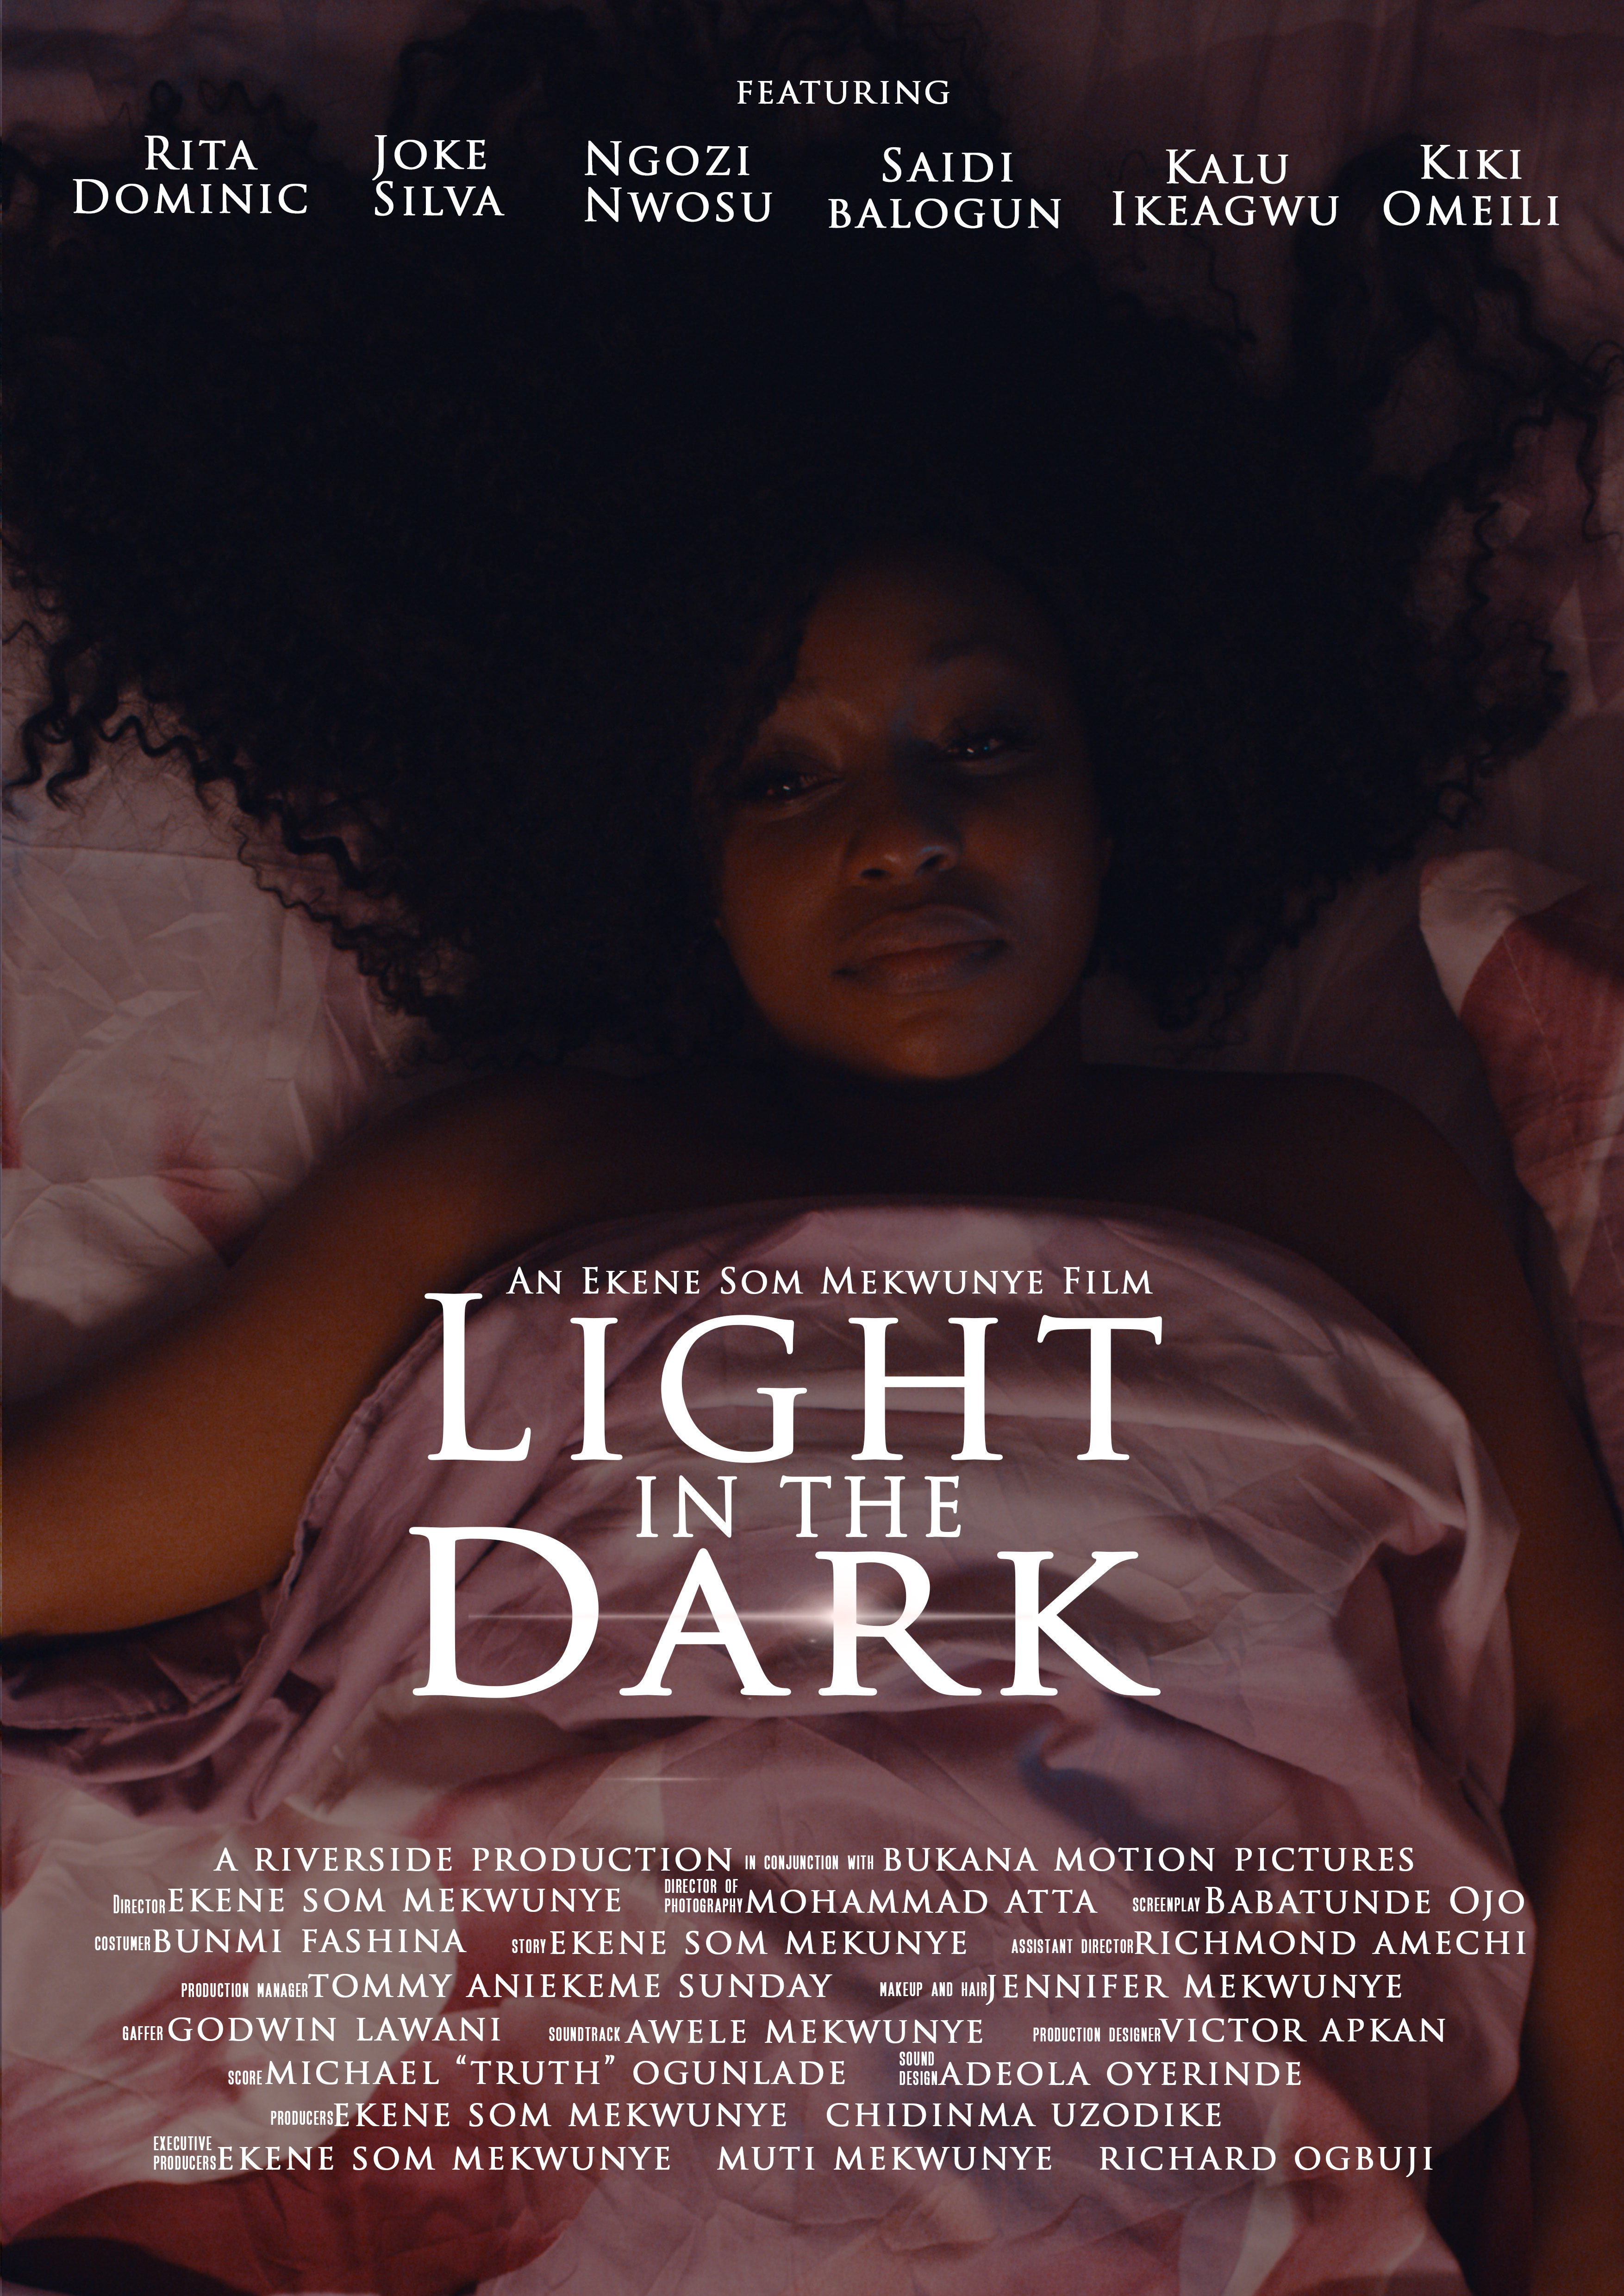 FEATURING
RITA DOMINIC
JOKE SILVA
NGOZI NWOSU
SAIDI BALOGUN
KALU IKEAGWU
KIKI OMEILI
AN EKENE SOM MEKWUNYE FILM
LIGHT
IN THE
DARK
A RIVERSIDE PRODUCTION IN CONJUNCTION WITH BUKANA MOTION PICTURES
DIRECTOR EKENE SOM MEKWUNYE DIRECTOR OF PHOTOGRAPHY MOHAMMAD ATTA SCREENPLAY BABATUNDE OJO
COSTUMER BUNMI FASHINA STORY EKENE SOM MEKUNYE ASSISTANT DIRECTOR RICHMOND AMECHI
PRODUCTION MANAGER TOMMY ANIEKEME SUNDAY MAKEUP AND HAIR JENNIFER MEKWUNYE
GAFFER GODWIN LAWANI SOUNDTRACK AWELE MEKWUNYE PRODUCTION DESIGNER VICTOR APKAN
SCORE MICHAEL “TRUTH” OGUNLADE SOUND DESIGN ADEOLA OYERINDE
PRODUCERS EKENE SOM MEKWUNYE CHIDINMA UZODIKE
EXECUTIVE PRODUCERS EKENE SOM MEKWUNYE MUTI MEKWUNYE RICHARD OGBUJI